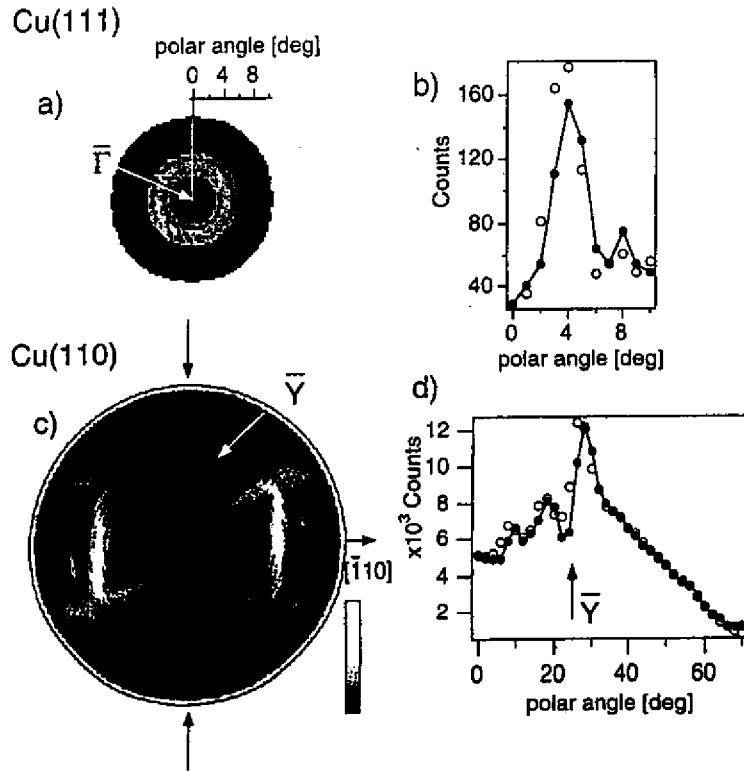 Cu(111)
polar angle [deg]
0 4 8
a)
Γ̅
b)
Counts
160
120
80
40
0 4 8
polar angle [deg]
Cu(110)
c)
Y̅
[1̅10]
d)
x10³ Counts
12
10
8
6
4
2
Y̅
0 20 40 60
polar angle [deg]